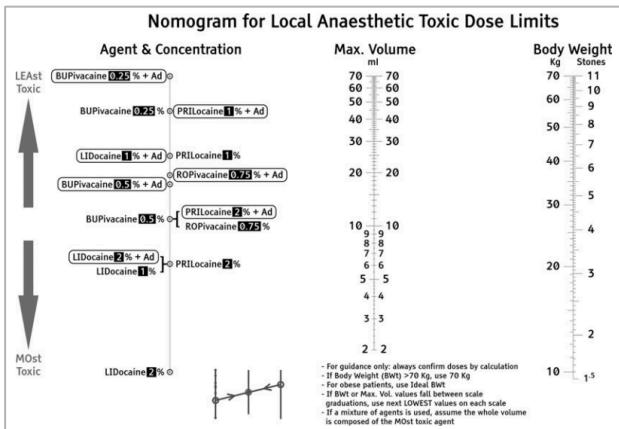 Nomogram for Local Anaesthetic Toxic Dose Limits
Agent & Concentration
LEAst
Toxic
BUPivacaine 0.25 % + Ad
BUPivacaine 0.25 %
PRILocaine 1 % + Ad
LIDocaine 1 % + Ad
PRILocaine 1 %
ROPivacaine 0.75 % + Ad
BUPivacaine 0.5 % + Ad
BUPivacaine 0.5 %
PRILocaine 2 % + Ad
ROPivacaine 0.75 %
LIDocaine 2 % + Ad
LIDocaine 1 %
PRILocaine 2 %
MOst
Toxic
LIDocaine 2 %
Max. Volume
ml
70 70
60 60
50 50
40 40
30 30
20 20
10 10
9 9
8 8
7 7
6 6
5 5
4 4
3 3
2 2
Body Weight
Kg Stones
70 11
10
60 9
50 8
7
40 6
30 5
4
20 3
2
10 1.5
- For guidance only: always confirm doses by calculation
- If Body Weight (BWt) >70 Kg, use 70 Kg
- For obese patients, use Ideal BWt
- If BWt or Max. Vol. values fall between scale
graduations, use next LOWEST values on each scale
- If a mixture of agents is used, assume the whole volume
is composed of the MOst toxic agent